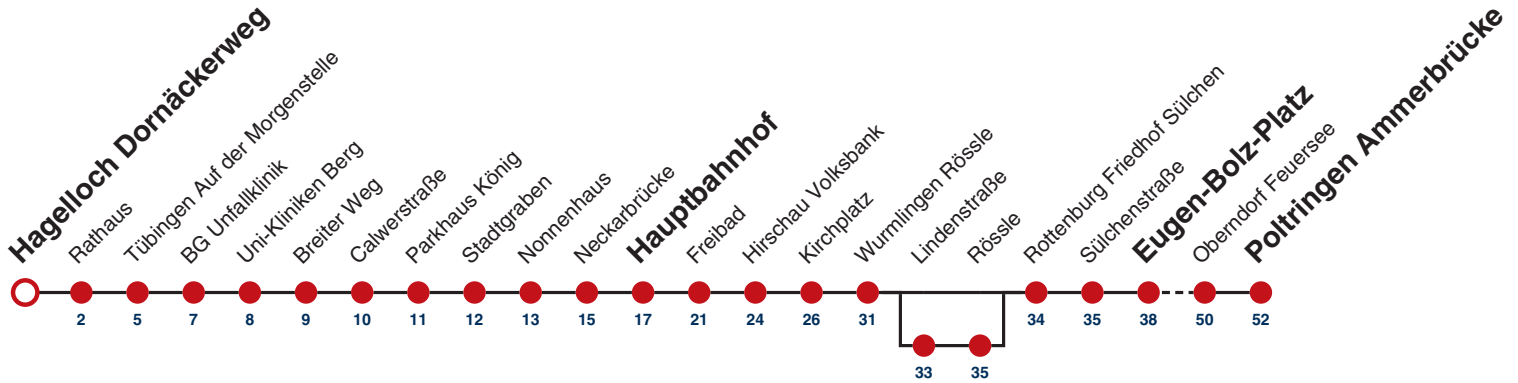 Hagelloch Dornäckerweg
Rathaus
Tübingen Auf der Morgenstelle
BG Unfallklinik
Uni-Kliniken Berg
Breiter Weg
Calwerstraße
Parkhaus König
Stadtgraben
Nonnenhaus
Neckarbrücke
Hauptbahnhof
Freibad
Hirschau Volksbank
Kirchplatz
Wurmlingen Rössle
Lindenstraße
Rössle
Rottenburg Friedhof Sülchen
Sülchenstraße
Eugen-Bolz-Platz
Oberndorf Feuersee
Poltringen Ammerbrücke
2 5 7 8 9 10 11 12 13 15 17 21 24 26 31 34 35 38 50 52
33 35